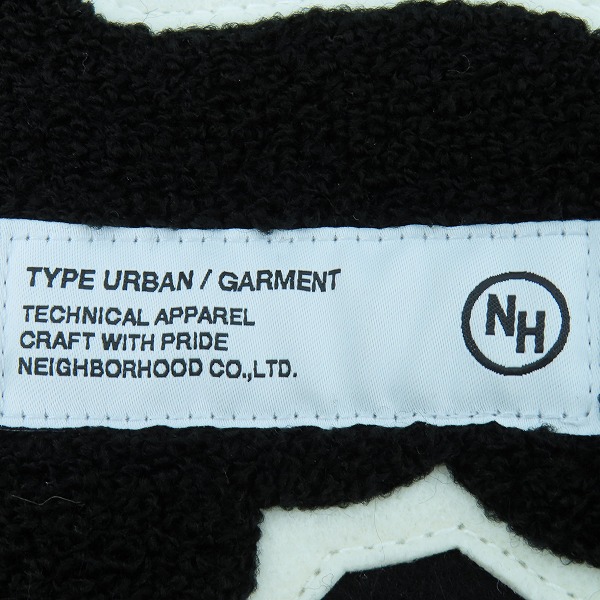 TYPE URBAN / GARMENT
TECHNICAL APPAREL
CRAFT WITH PRIDE
NEIGHBORHOOD CO.,LTD.
NH